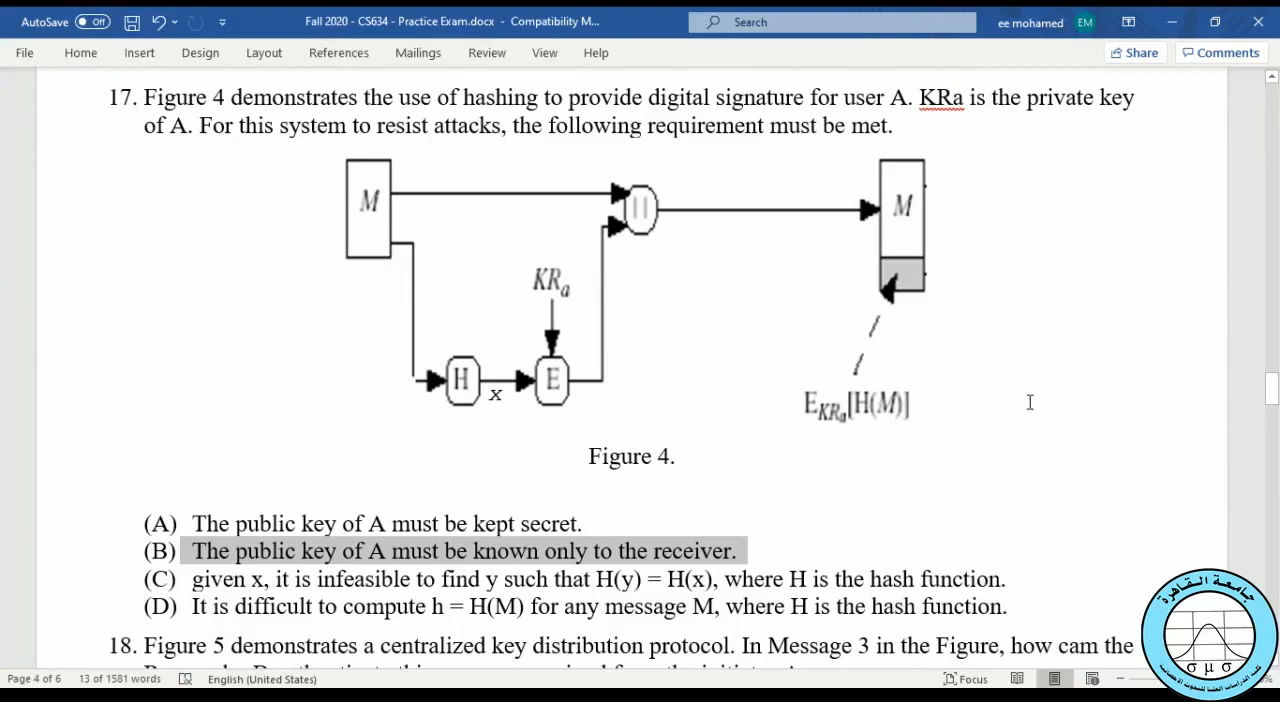 AutoSave Off Fall 2020 - CS634 - Practice Exam.docx - Compatibility M... Search ee mohamed EM
File Home Insert Design Layout References Mailings Review View Help Share Comments
17. Figure 4 demonstrates the use of hashing to provide digital signature for user A. KRa is the private key
of A. For this system to resist attacks, the following requirement must be met.
M
||
M
KRa
H
x
E
EKRa[H(M)]
Figure 4.
(A) The public key of A must be kept secret.
(B) The public key of A must be known only to the receiver.
(C) given x, it is infeasible to find y such that H(y) = H(x), where H is the hash function.
(D) It is difficult to compute h = H(M) for any message M, where H is the hash function.
18. Figure 5 demonstrates a centralized key distribution protocol. In Message 3 in the Figure, how cam the
Page 4 of 6 13 of 1581 words English (United States) Focus
جامعة القاهرة
σ μ σ